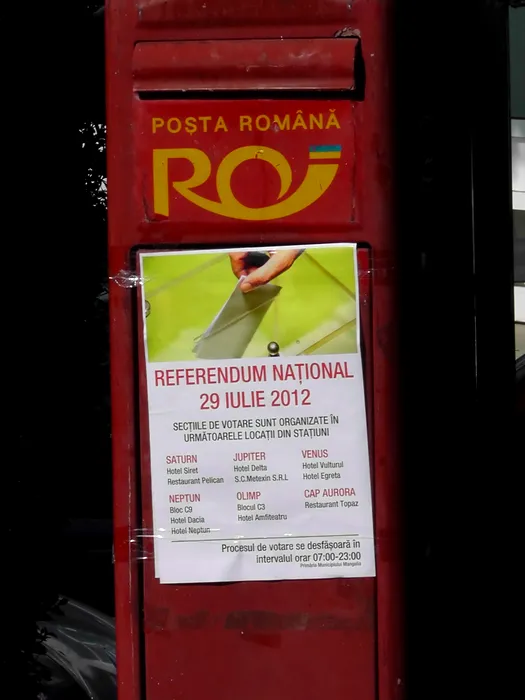 POȘTA ROMÂNĂ
REFERENDUM NAȚIONAL
29 IULIE 2012
SECȚIILE DE VOTARE SUNT ORGANIZATE ÎN
URMĂTOARELE LOCAȚII DIN STAȚIUNI
SATURN
Hotel Siret
Restaurant Pelican
JUPITER
Hotel Delta
S.C.Metexin S.R.L
VENUS
Hotel Vulturul
Hotel Egreta
NEPTUN
Bloc C9
Hotel Dacia
Hotel Neptun
OLIMP
Blocul C3
Hotel Amfiteatru
CAP AURORA
Restaurant Topaz
Procesul de votare se desfășoară în
intervalul orar 07:00-23:00
Primăria Municipiului Mangalia